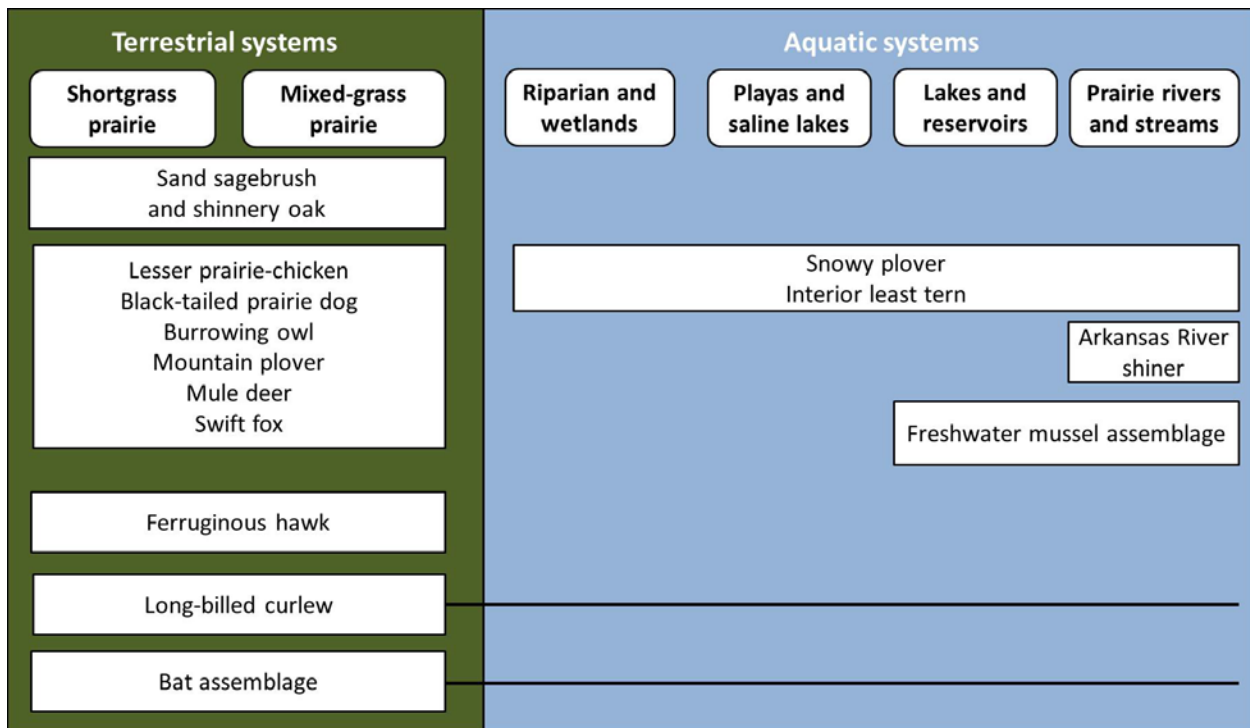 Terrestrial systems
Aquatic systems
Shortgrass
prairie
Mixed-grass
prairie
Riparian and
wetlands
Playas and
saline lakes
Lakes and
reservoirs
Prairie rivers
and streams
Sand sagebrush
and shinnery oak
Lesser prairie-chicken
Black-tailed prairie dog
Burrowing owl
Mountain plover
Mule deer
Swift fox
Snowy plover
Interior least tern
Arkansas River
shiner
Freshwater mussel assemblage
Ferruginous hawk
Long-billed curlew
Bat assemblage